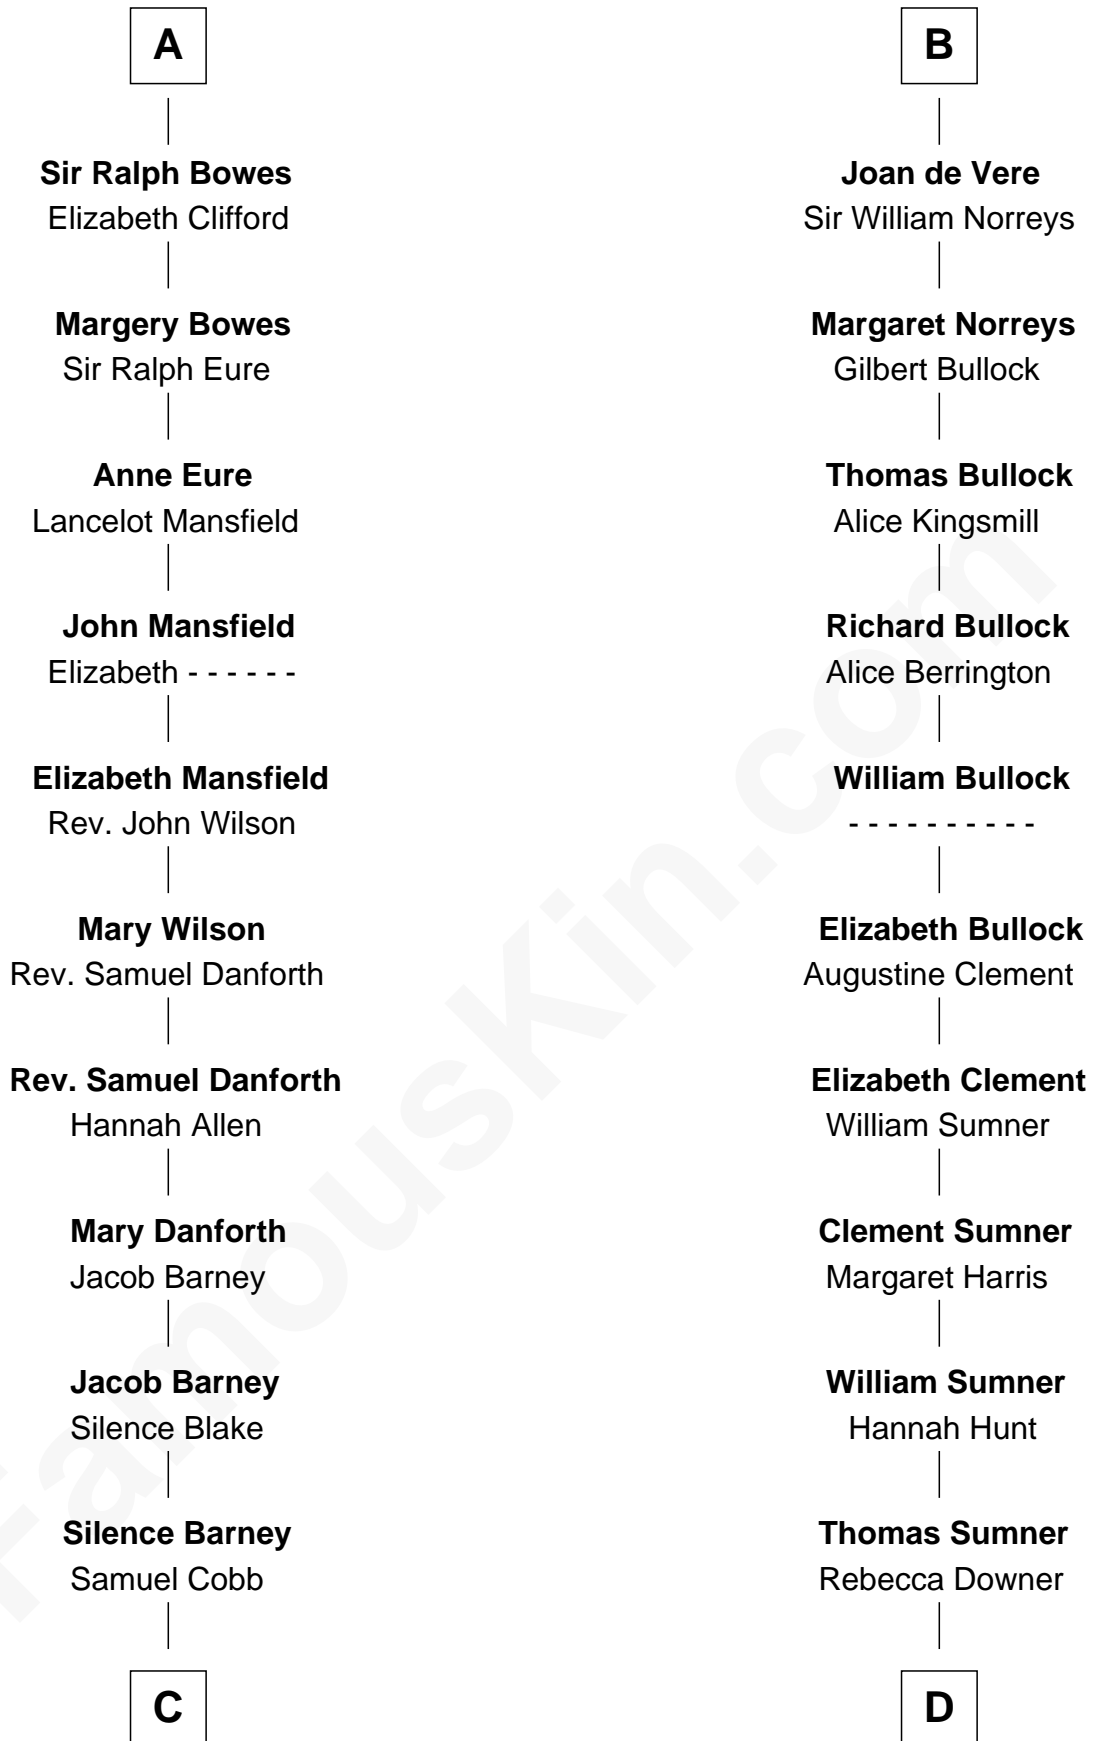 A
Sir Ralph Bowes
Elizabeth Clifford
Margery Bowes
Sir Ralph Eure
Anne Eure
Lancelot Mansfield
John Mansfield
Elizabeth - - - - - -
Elizabeth Mansfield
Rev. John Wilson
Mary Wilson
Rev. Samuel Danforth
Rev. Samuel Danforth
Hannah Allen
Mary Danforth
Jacob Barney
Jacob Barney
Silence Blake
Silence Barney
Samuel Cobb
C
B
Joan de Vere
Sir William Norreys
Margaret Norreys
Gilbert Bullock
Thomas Bullock
Alice Kingsmill
Richard Bullock
Alice Berrington
William Bullock
- - - - - - - - - -
Elizabeth Bullock
Augustine Clement
Elizabeth Clement
William Sumner
Clement Sumner
Margaret Harris
William Sumner
Hannah Hunt
Thomas Sumner
Rebecca Downer
D
FamousKin.com